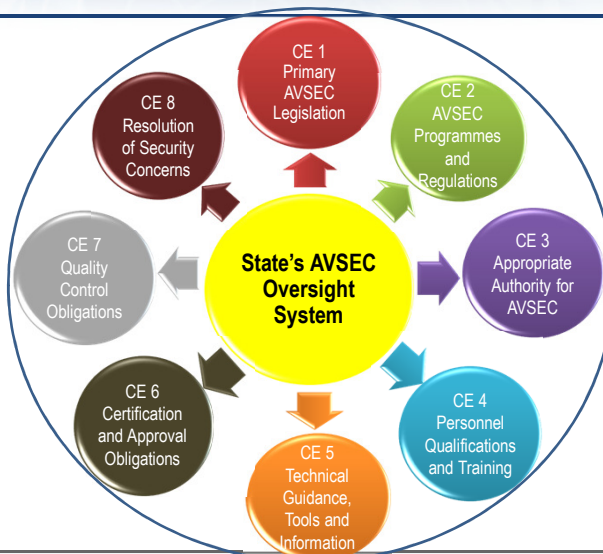 CE 1
Primary
AVSEC
Legislation
CE 2
AVSEC
Programmes
and
Regulations
CE 3
Appropriate
Authority for
AVSEC
CE 4
Personnel
Qualifications
and Training
CE 5
Technical
Guidance,
Tools and
Information
CE 6
Certification
and Approval
Obligations
CE 7
Quality
Control
Obligations
CE 8
Resolution
of Security
Concerns
State's AVSEC
Oversight
System